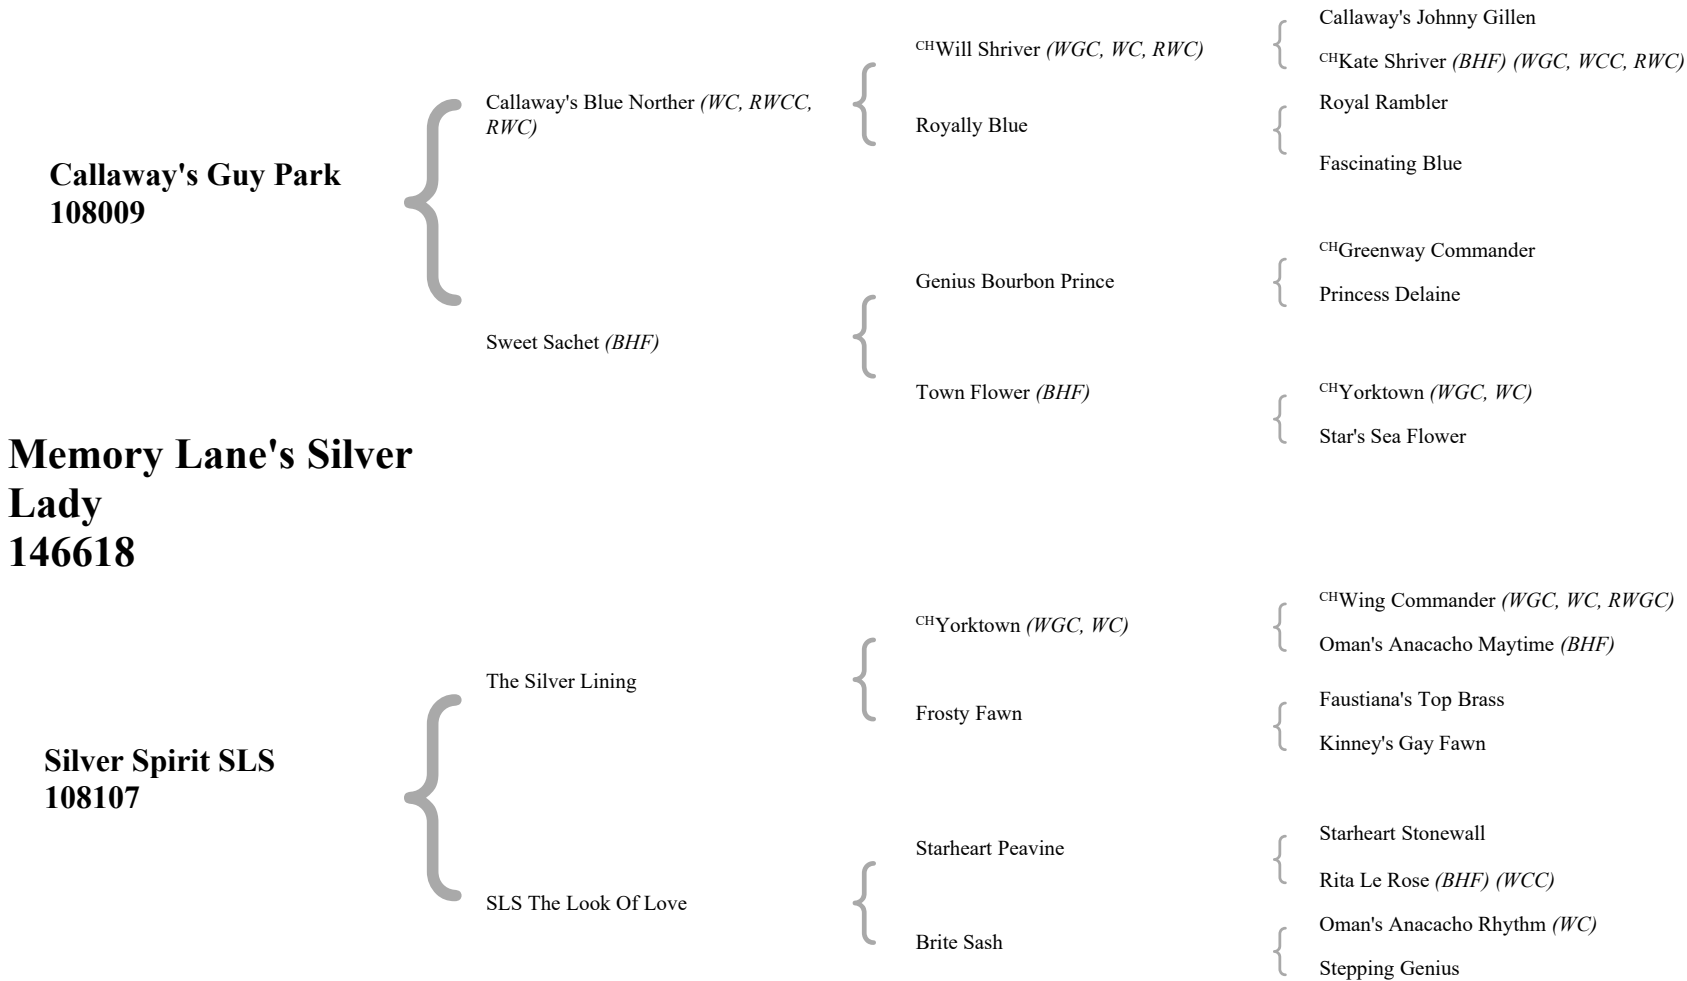 Callaway's Johnny Gillen
CHWill Shriver (WGC, WC, RWC)
CHKate Shriver (BHF) (WGC, WCC, RWC)
Callaway's Blue Norther (WC, RWCC,
RWC)
Royal Rambler
Royally Blue
Fascinating Blue
Callaway's Guy Park
108009
CHGreenway Commander
Genius Bourbon Prince
Princess Delaine
Sweet Sachet (BHF)
Town Flower (BHF)
CHYorktown (WGC, WC)
Star's Sea Flower
Memory Lane's Silver
Lady
146618
CHWing Commander (WGC, WC, RWGC)
CHYorktown (WGC, WC)
Oman's Anacacho Maytime (BHF)
The Silver Lining
Faustiana's Top Brass
Frosty Fawn
Kinney's Gay Fawn
Silver Spirit SLS
108107
Starheart Stonewall
Starheart Peavine
Rita Le Rose (BHF) (WCC)
SLS The Look Of Love
Oman's Anacacho Rhythm (WC)
Brite Sash
Stepping Genius